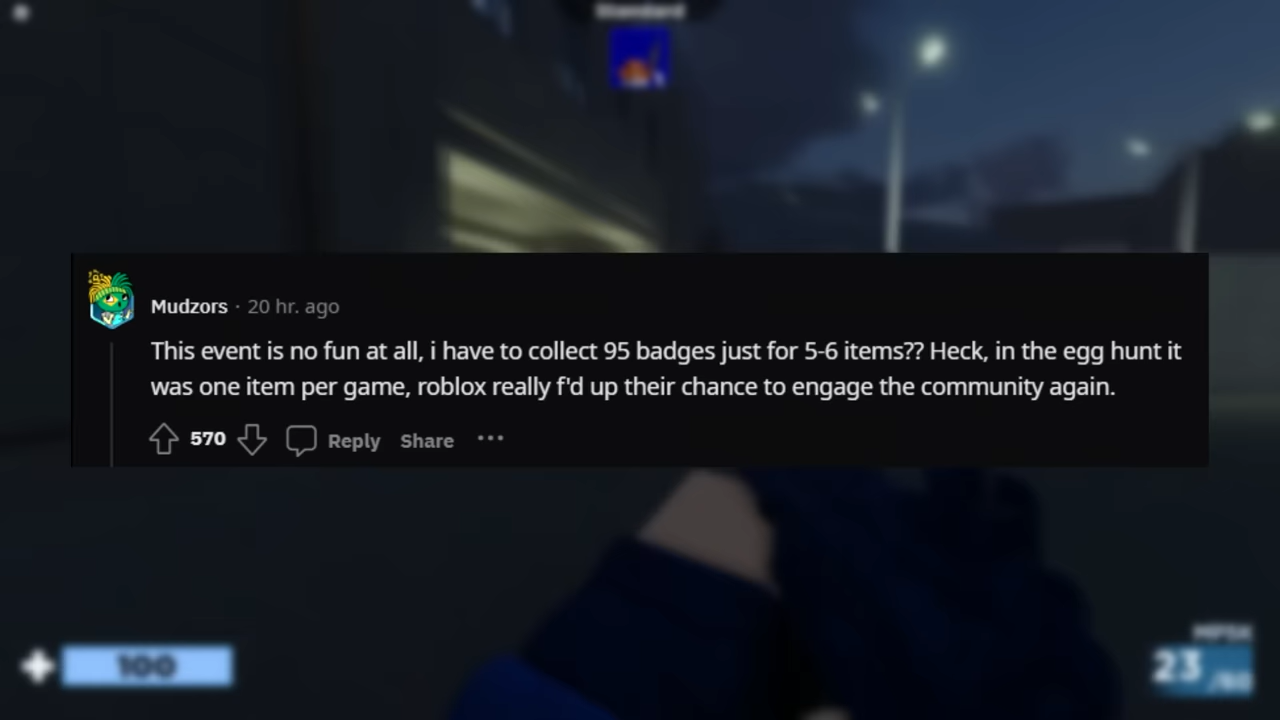 Standard
Mudzors · 20 hr. ago
This event is no fun at all, i have to collect 95 badges just for 5-6 items?? Heck, in the egg hunt it
was one item per game, roblox really f'd up their chance to engage the community again.
570 Reply Share ...
100
23 /90